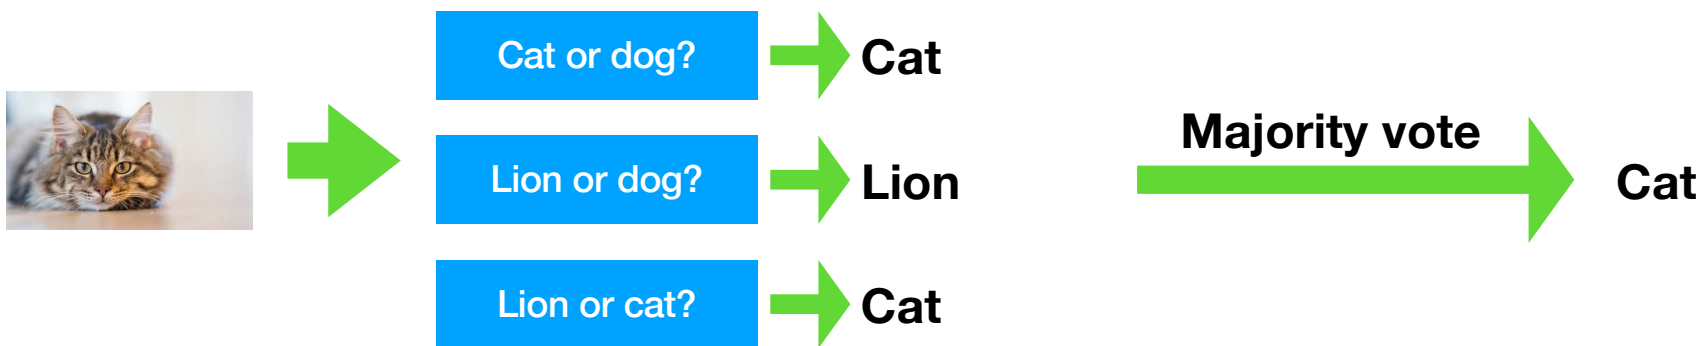 Cat or dog?
Cat
Lion or dog?
Lion
Lion or cat?
Cat
Majority vote
Cat